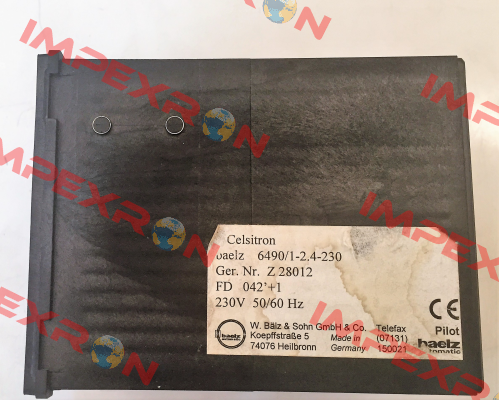 IMPEXRON
IMPEXRON
IMPEXRON
IMPEXRON
IMPEXRON
Celsitron
baelz 6490/1-2,4-230
Ger. Nr. Z 28012
FD 042*+1
230V 50/60 Hz
CE
Pilot
W. Bälz & Sohn GmbH & Co. Telefax
Koepffstraße 5 Made in (07131)
74076 Heilbronn Germany 150021
baelz
automatic